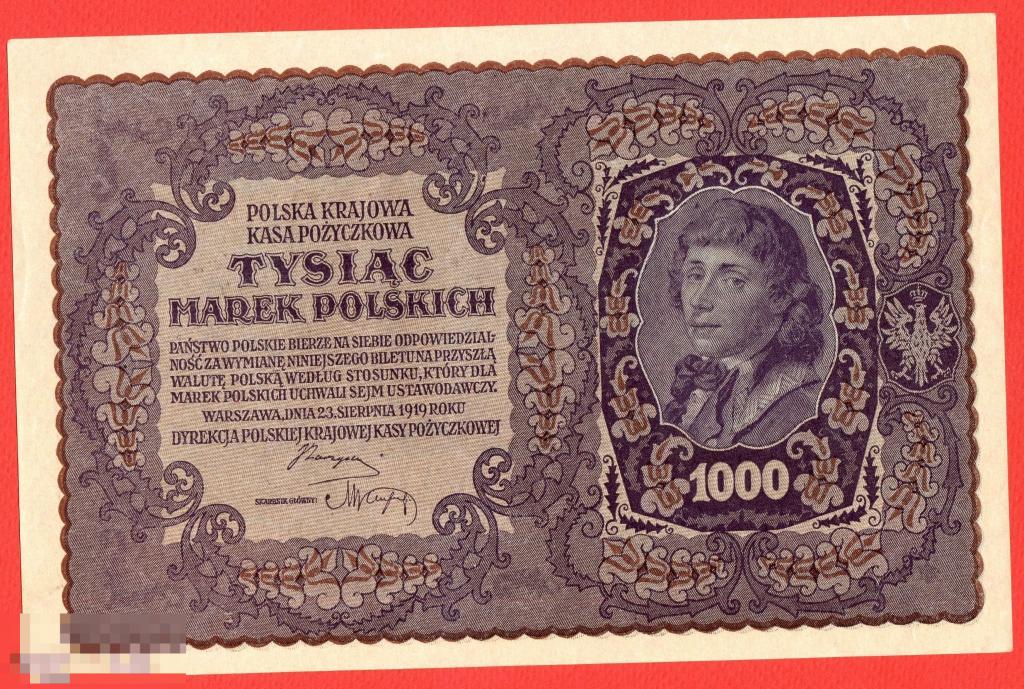 POLSKA KRAJOWA
KASA POŻYCZKOWA
TYSIĄC
MAREK POLSKICH
PAŃSTWO POLSKIE BIERZE NA SIEBIE ODPOWIEDZIAL
NOŚĆ ZA WYMIANĘ NINIEJSZEGO BILETU NA PRZYSZŁĄ
WALUTĘ POLSKĄ WEDŁUG STOSUNKU, KTÓRY DLA
MAREK POLSKICH UCHWALI SEJM USTAWODAWCZY.
WARSZAWA, DNIA 23. SIERPNIA 1919 ROKU
DYREKCJA POLSKIEJ KRAJOWEJ KASY POŻYCZKOWEJ
SKARBNIK GŁÓWNY:
1000